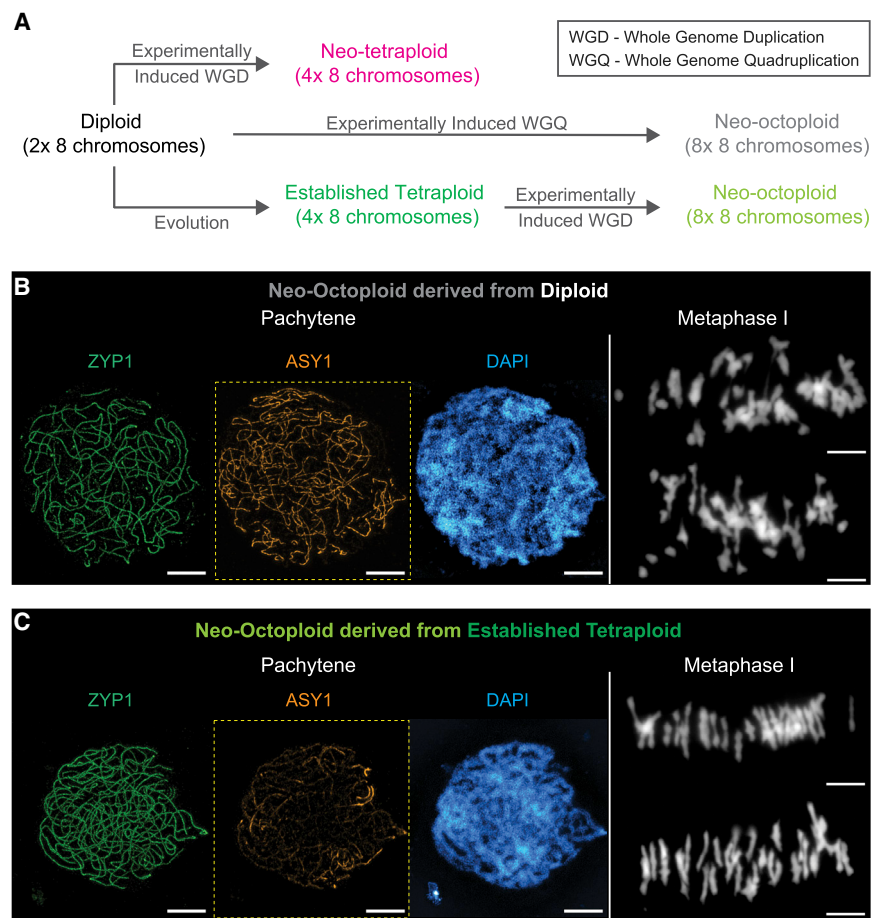 A
Experimentally
Induced WGD
Neo-tetraploid
(4x 8 chromosomes)
WGD - Whole Genome Duplication
WGQ - Whole Genome Quadruplication
Diploid
(2x 8 chromosomes)
Experimentally Induced WGQ
Neo-octoploid
(8x 8 chromosomes)
Evolution
Established Tetraploid
(4x 8 chromosomes)
Experimentally
Induced WGD
Neo-octoploid
(8x 8 chromosomes)
B
Neo-Octoploid derived from Diploid
Pachytene
Metaphase I
ZYP1
ASY1
DAPI
C
Neo-Octoploid derived from Established Tetraploid
Pachytene
Metaphase I
ZYP1
ASY1
DAPI